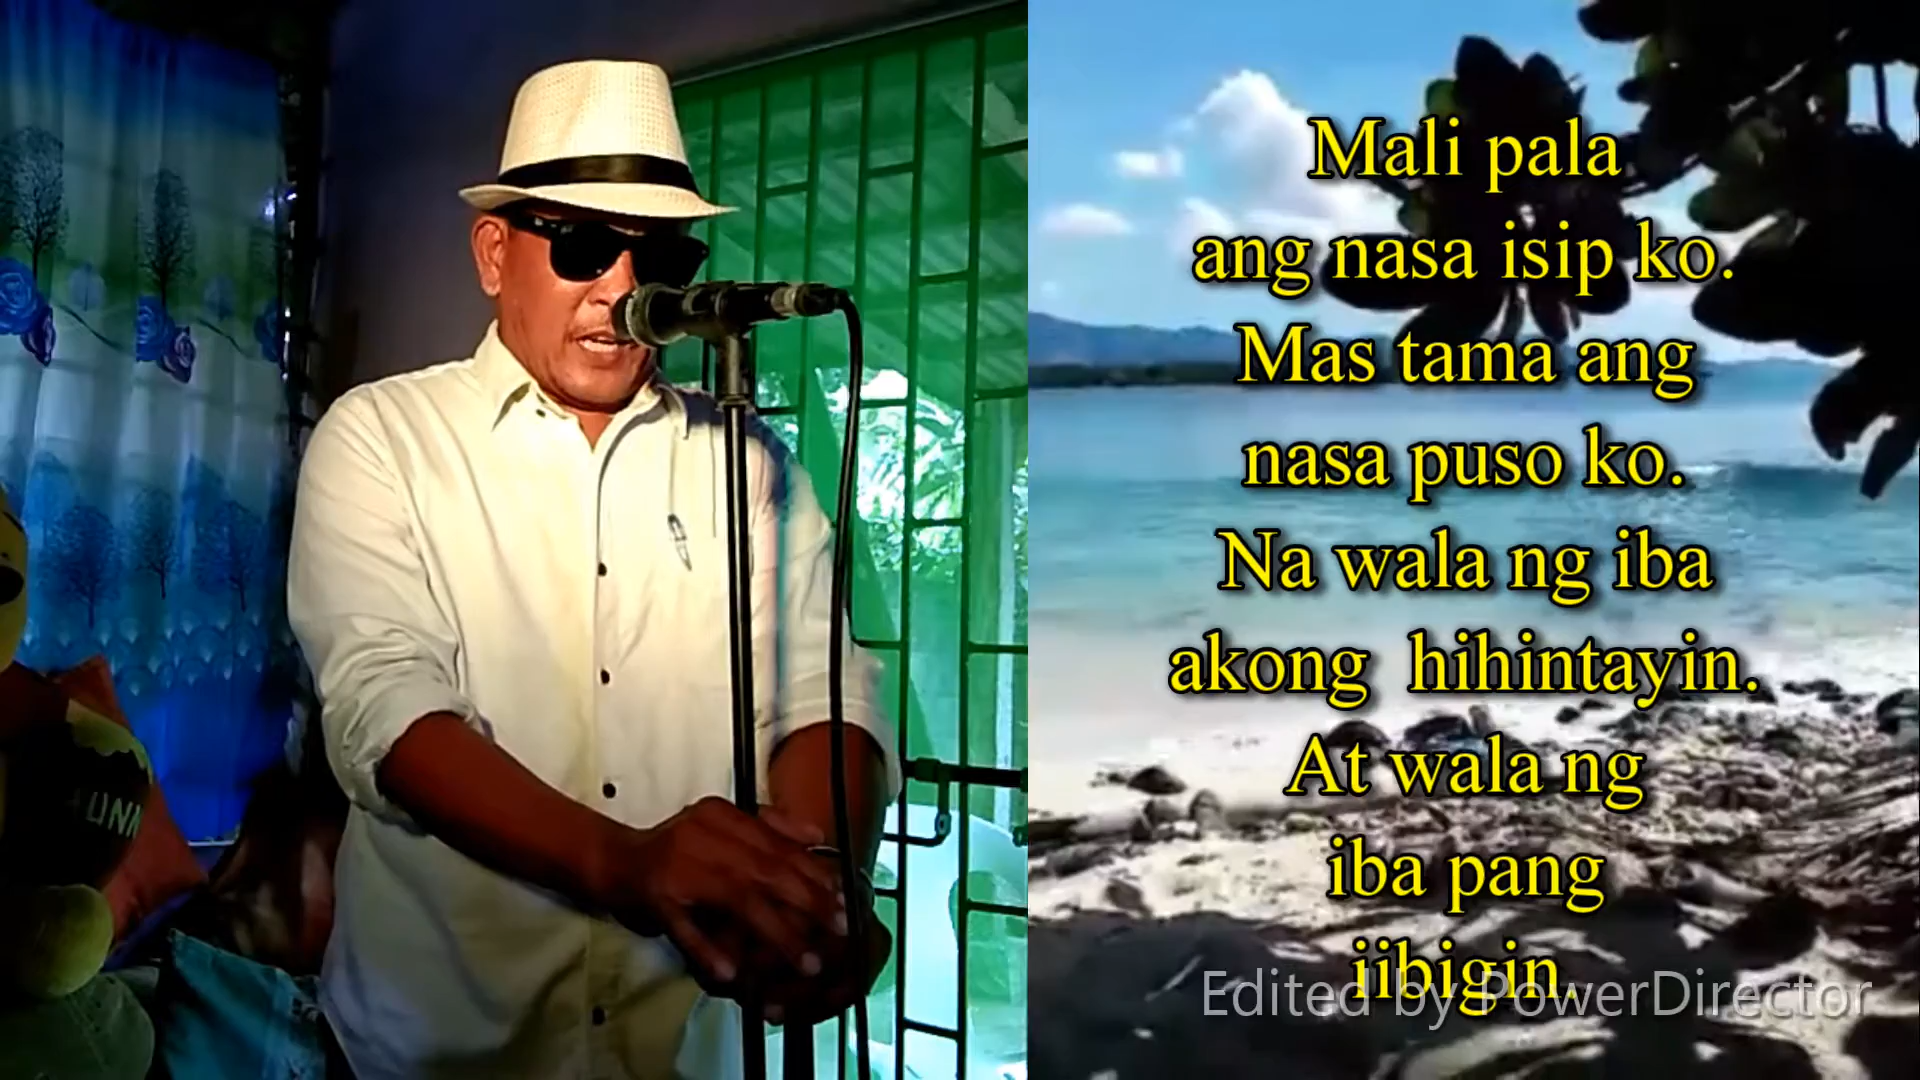 Mali pala
ang nasa isip ko.
Mas tama ang
nasa puso ko.
Na wala ng iba
akong hihintayin.
At wala ng
iba pang
iibigin.
Edited by PowerDirector